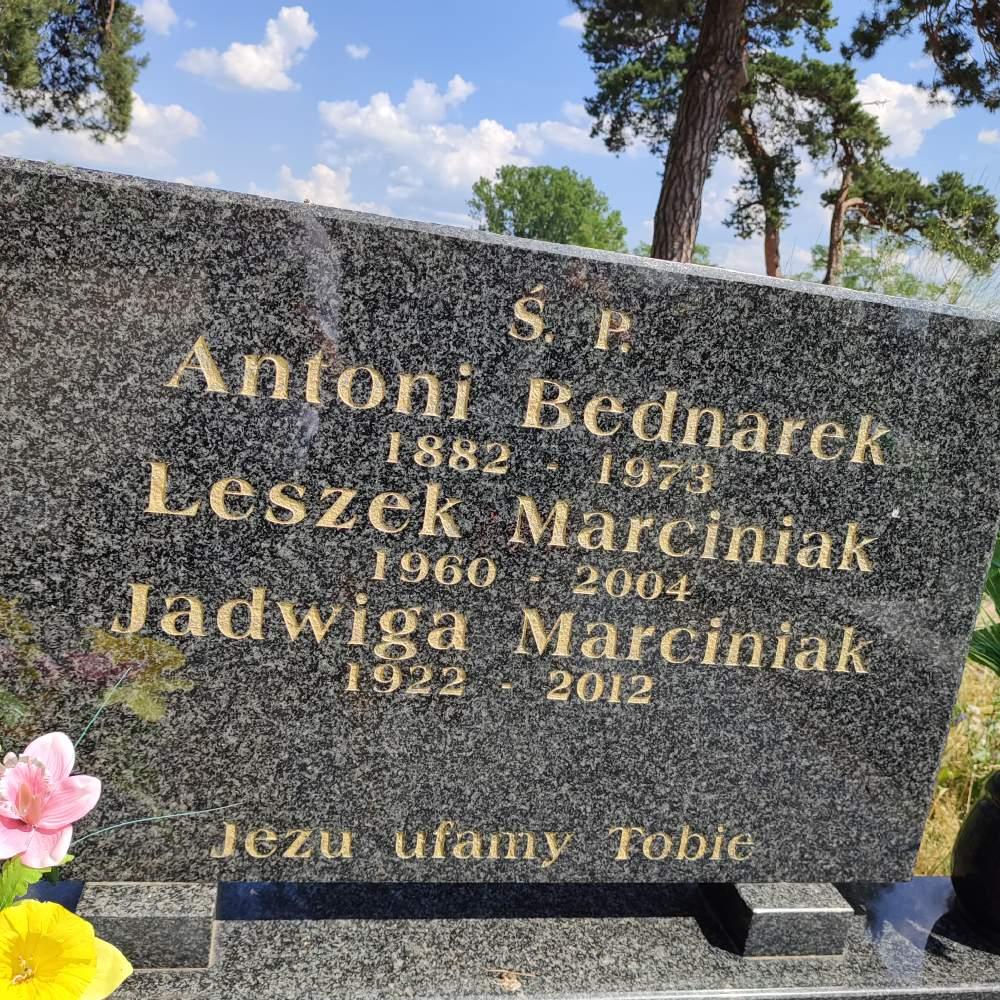 Ś. P.
Antoni Bednarek
1882 - 1973
Leszek Marciniak
1960 - 2004
Jadwiga Marciniak
1922 - 2012
Jezu ufamy Tobie